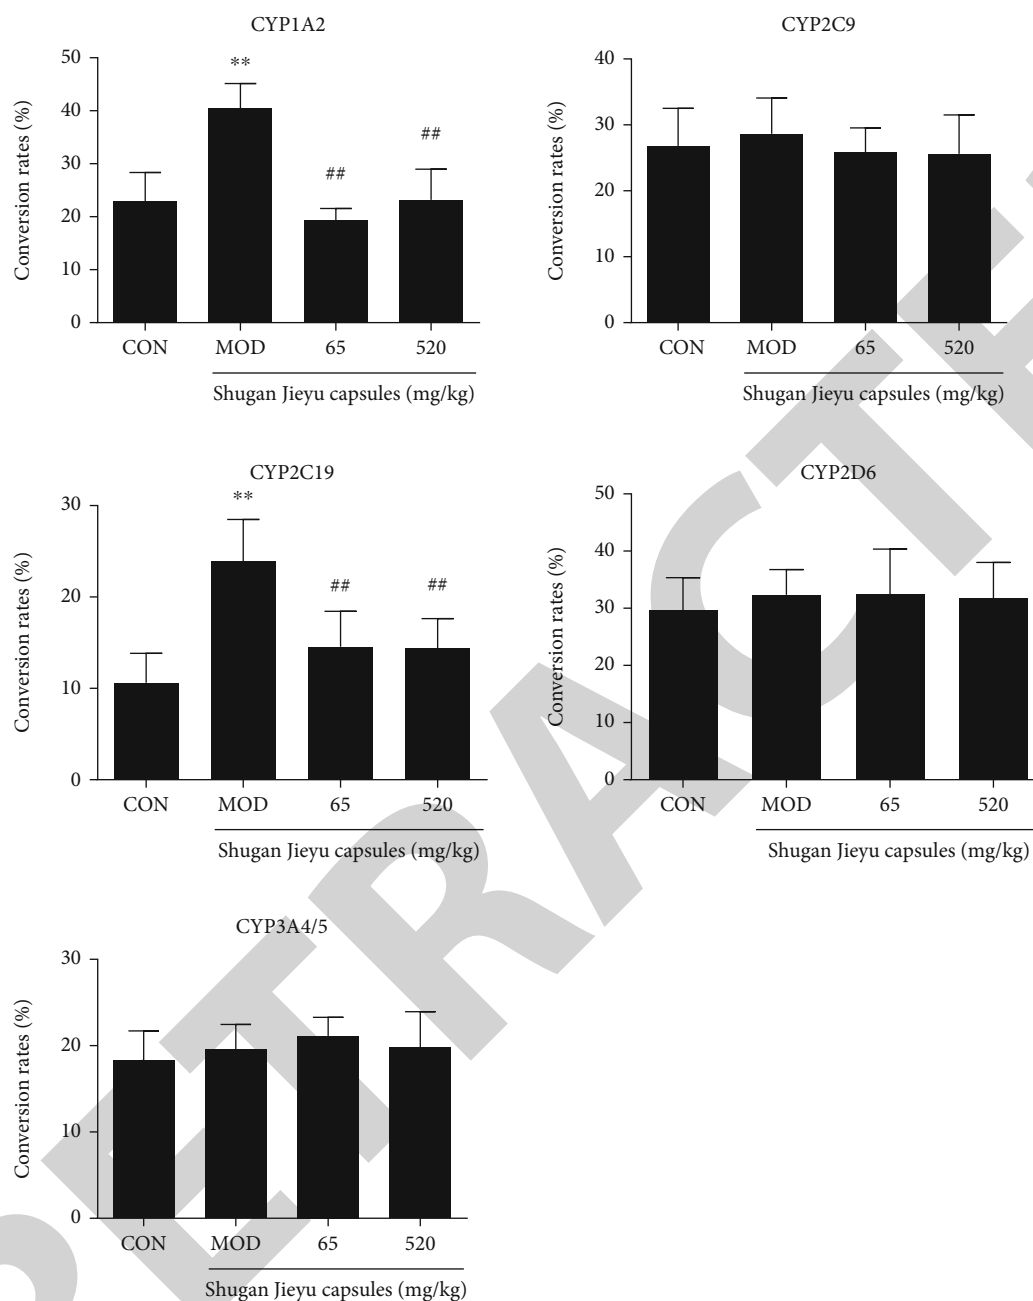 CYP1A2
Conversion rates (%)
50
40
30
20
10
0
**
##
##
CON MOD 65 520
Shugan Jieyu capsules (mg/kg)
CYP2C9
Conversion rates (%)
40
30
20
10
0
CON MOD 65 520
Shugan Jieyu capsules (mg/kg)
CYP2C19
Conversion rates (%)
30
20
10
0
**
##
##
CON MOD 65 520
Shugan Jieyu capsules (mg/kg)
CYP2D6
Conversion rates (%)
50
40
30
20
10
0
CON MOD 65 520
Shugan Jieyu capsules (mg/kg)
CYP3A4/5
Conversion rates (%)
30
20
10
0
CON MOD 65 520
Shugan Jieyu capsules (mg/kg)
RETRACTE